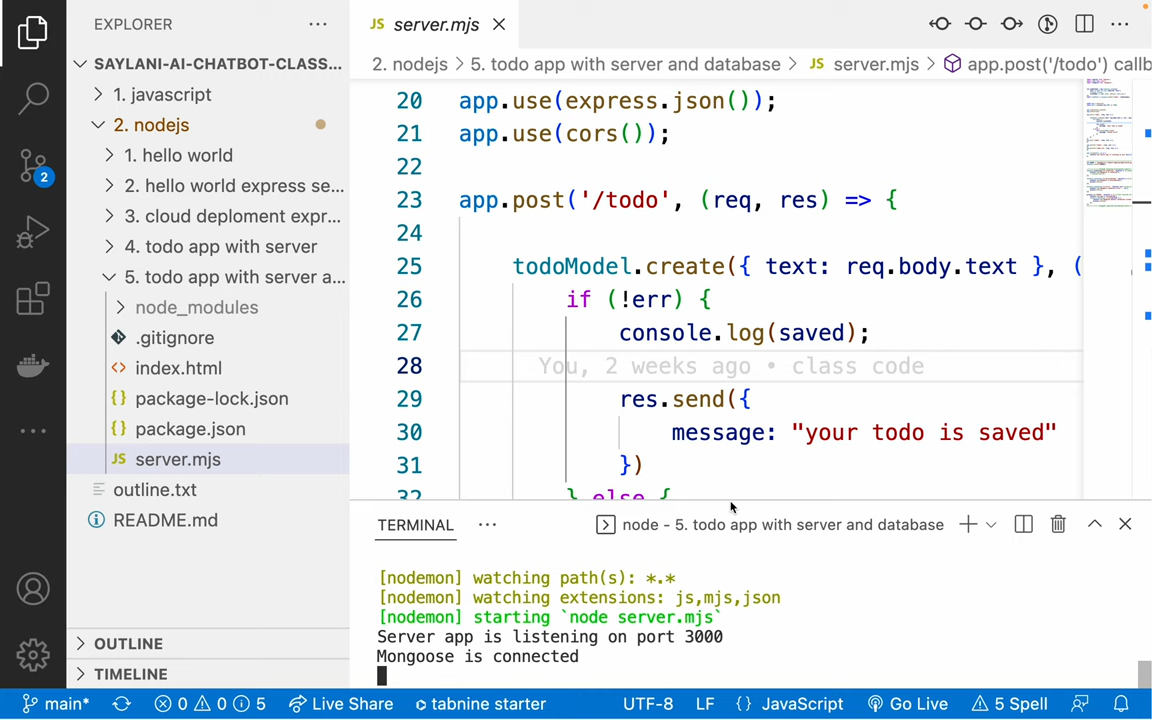 EXPLORER
SAYLANI-AI-CHATBOT-CLASS...
1. javascript
2. nodejs
1. hello world
2. hello world express se...
3. cloud deploment expr...
4. todo app with server
5. todo app with server a...
node_modules
.gitignore
index.html
package-lock.json
package.json
JS server.mjs
outline.txt
README.md
OUTLINE
TIMELINE
2
JS server.mjs
2. nodejs > 5. todo app with server and database > JS server.mjs > app.post('/todo') callb
20 app.use(express.json());
21 app.use(cors());
22
23 app.post('/todo', (req, res) => {
24
25 todoModel.create({ text: req.body.text }, (
26 if (!err) {
27 console.log(saved);
28 You, 2 weeks ago • class code
29 res.send({
30 message: "your todo is saved"
31 })
32 } else {
TERMINAL
node - 5. todo app with server and database
[nodemon] watching path(s): *.*
[nodemon] watching extensions: js,mjs,json
[nodemon] starting `node server.mjs`
Server app is listening on port 3000
Mongoose is connected
main* 0 0 5 Live Share tabnine starter UTF-8 LF {} JavaScript Go Live 5 Spell